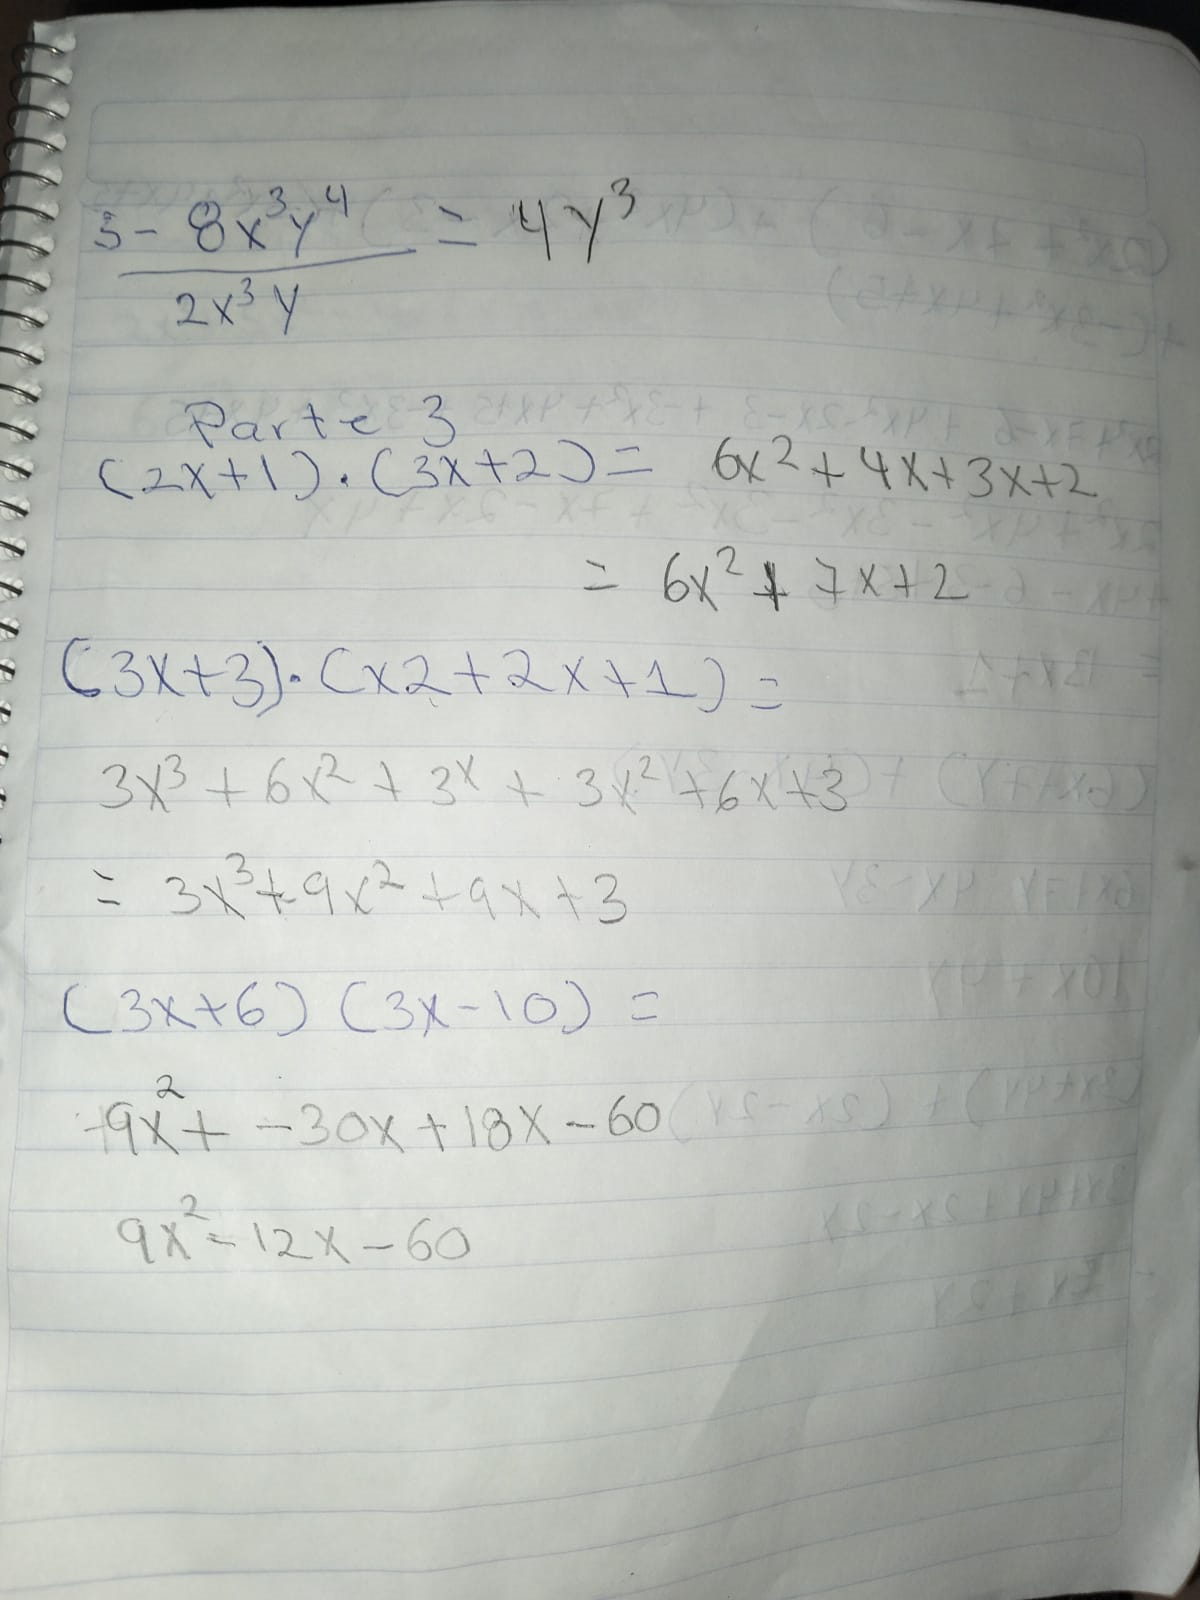 3- 8x³y⁴ = 4y³
2x³y
Parte 3
(2x+1).(3x+2)= 6x²+4x+3x+2
= 6x²+7x+2
(3x+3).(x2+2x+1)=
3x³+6x²+3x+3x²+6x+3
= 3x³+9x²+9x+3
(3x+6)(3x-10)=
9x²+-30x+18x-60
9x²-12x-60